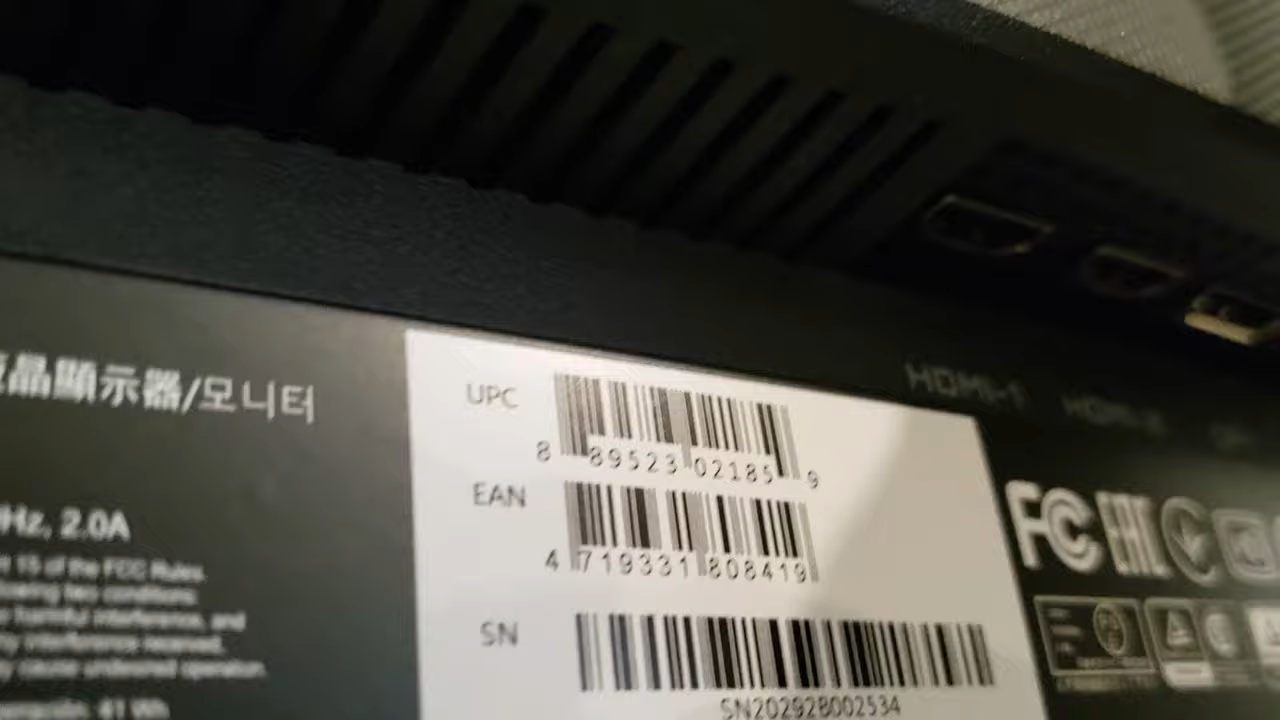 晶顯示器/모니터
Hz, 2.0A
15 of the FCC Rules.
two conditions
harmful interference, and
interference received,
cause undesired operation.
41 Wh
UPC
8 89523 02185 9
EAN
4 719331 808419
SN
SN202928002534
HDMI-1
FC
EAC